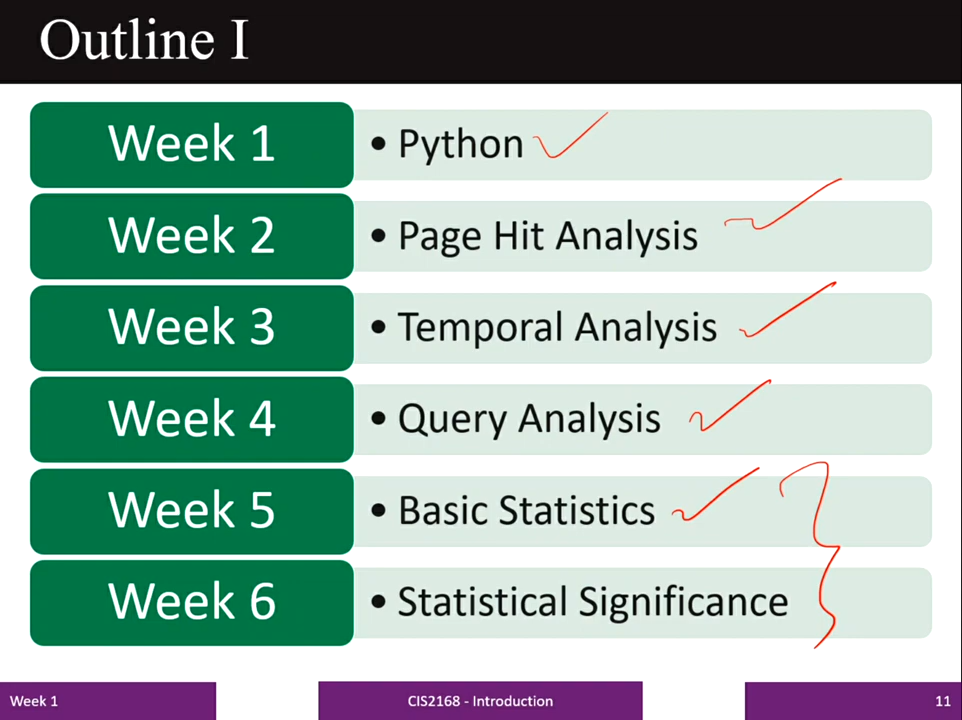 Outline I
Week 1
• Python
Week 2
• Page Hit Analysis
Week 3
• Temporal Analysis
Week 4
• Query Analysis
Week 5
• Basic Statistics
Week 6
• Statistical Significance
Week 1
CIS2168 - Introduction
11